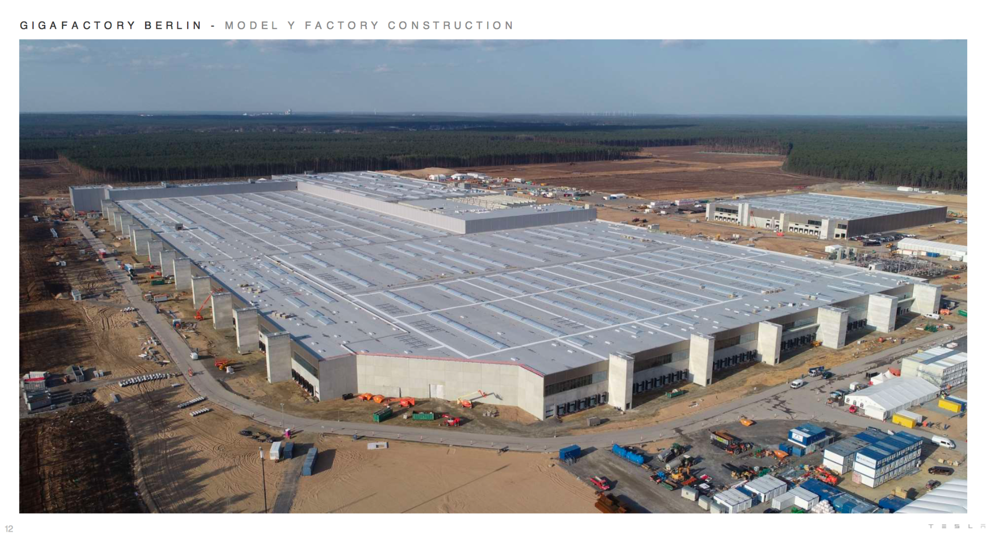 GIGAFACTORY BERLIN - MODEL Y FACTORY CONSTRUCTION
12
TESLA